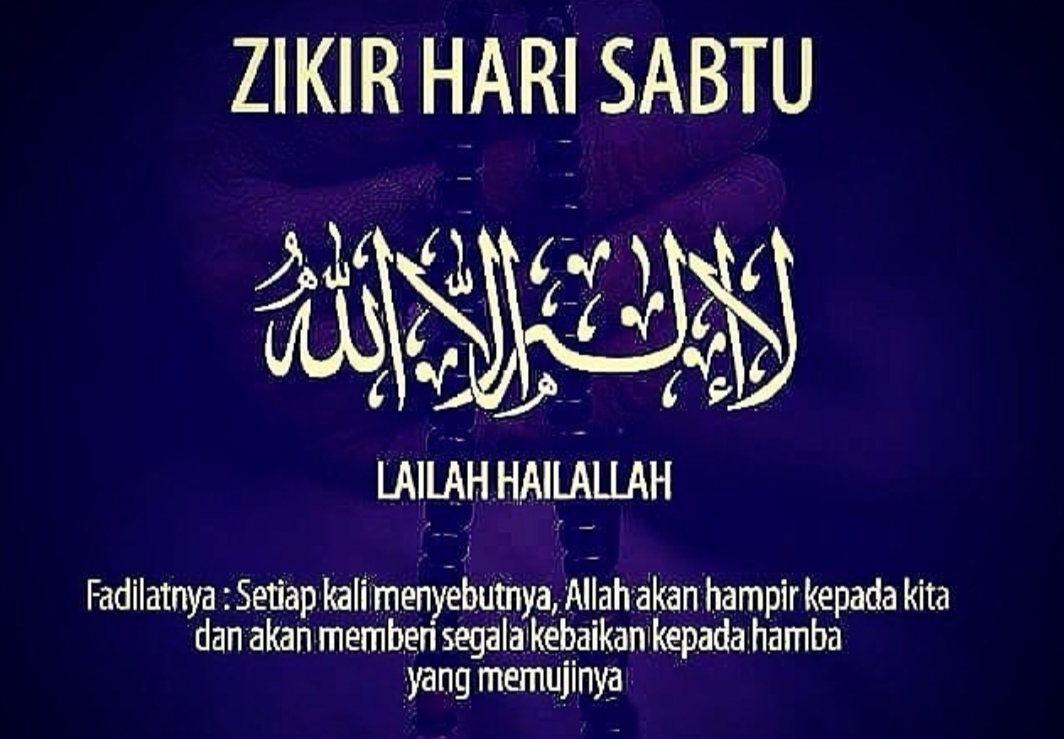 ZIKIR HARI SABTU
لا إله إلا الله
LAILAH HAILALLAH
Fadilatnya : Setiap kali menyebutnya, Allah akan hampir kepada kita
dan akan memberi segala kebaikan kepada hamba
yang memujinya